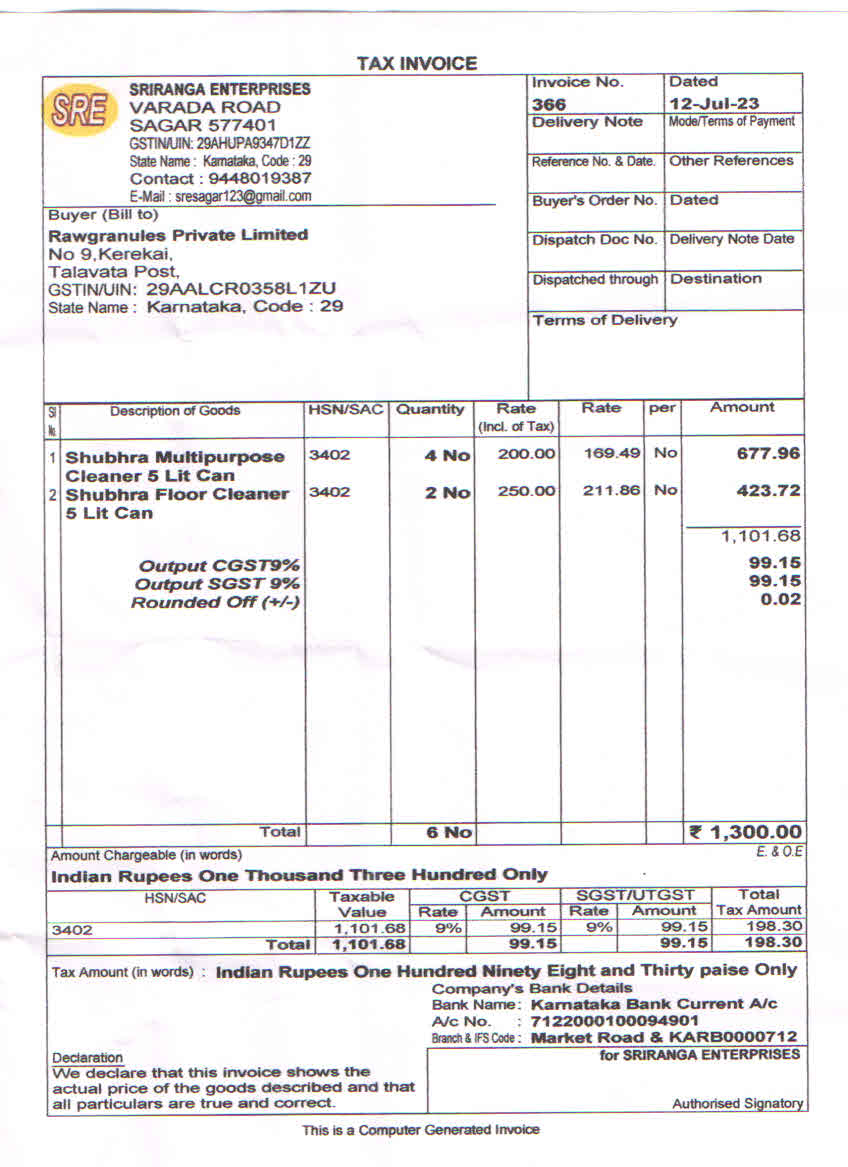 TAX INVOICE
SRE
SRIRANGA ENTERPRISES
VARADA ROAD
SAGAR 577401
GSTIN/UIN: 29AHUPA9347D1ZZ
State Name : Karnataka, Code : 29
Contact : 9448019387
E-Mail : sresagar123@gmail.com
Invoice No. Dated
366 12-Jul-23
Delivery Note Mode/Terms of Payment
Reference No. & Date. Other References
Buyer's Order No. Dated
Dispatch Doc No. Delivery Note Date
Dispatched through Destination
Terms of Delivery
Buyer (Bill to)
Rawgranules Private Limited
No 9,Kerekai,
Talavata Post,
GSTIN/UIN: 29AALCR0358L1ZU
State Name : Karnataka, Code : 29
Sl Description of Goods HSN/SAC Quantity Rate Rate per Amount
No. (Incl. of Tax)
1 Shubhra Multipurpose 3402 4 No 200.00 169.49 No 677.96
Cleaner 5 Lit Can
2 Shubhra Floor Cleaner 3402 2 No 250.00 211.86 No 423.72
5 Lit Can
1,101.68
Output CGST9% 99.15
Output SGST 9% 99.15
Rounded Off (+/-) 0.02
Total 6 No ₹ 1,300.00
Amount Chargeable (in words) E. & O.E
Indian Rupees One Thousand Three Hundred Only
HSN/SAC Taxable CGST SGST/UTGST Total
Value Rate Amount Rate Amount Tax Amount
3402 1,101.68 9% 99.15 9% 99.15 198.30
Total 1,101.68 99.15 99.15 198.30
Tax Amount (in words) : Indian Rupees One Hundred Ninety Eight and Thirty paise Only
Company's Bank Details
Bank Name : Karnataka Bank Current A/c
A/c No. : 7122000100094901
Branch & IFS Code : Market Road & KARB0000712
Declaration
We declare that this invoice shows the
actual price of the goods described and that
all particulars are true and correct.
for SRIRANGA ENTERPRISES
Authorised Signatory
This is a Computer Generated Invoice